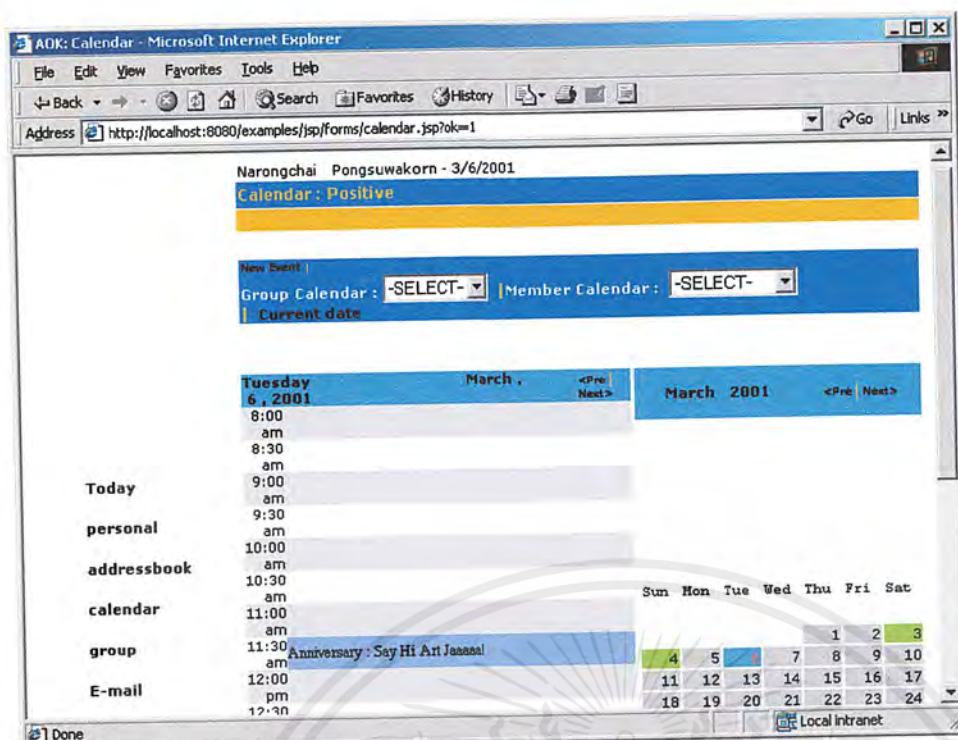 AOK: Calendar - Microsoft Internet Explorer
File Edit View Favorites Tools Help
Back Search Favorites History
Address http://localhost:8080/examples/jsp/forms/calendar.jsp?ok=1 Go Links »
Narongchai Pongsuwakorn - 3/6/2001
Calendar : Positive
New Event |
Group Calendar : -SELECT- |Member Calendar : -SELECT-
| Current date
Tuesday March , <Pre |
6 , 2001 Next>
March 2001 <Pre | Next>
8:00
am
8:30
am
9:00
am
9:30
am
10:00
am
10:30
am
11:00
am
11:30 Anniversary : Say Hi Art Jaaaaa!
am
12:00
pm
12:30
Today
personal
addressbook
calendar
group
E-mail
Sun Mon Tue Wed Thu Fri Sat
1 2 3
4 5 6 7 8 9 10
11 12 13 14 15 16 17
18 19 20 21 22 23 24
Done Local intranet